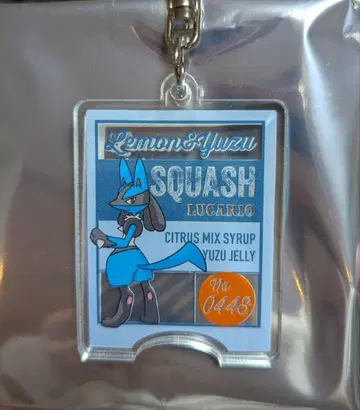 Lemon&Yuzu
SQUASH
LUCARIO
CITRUS MIX SYRUP
YUZU JELLY
No
0448